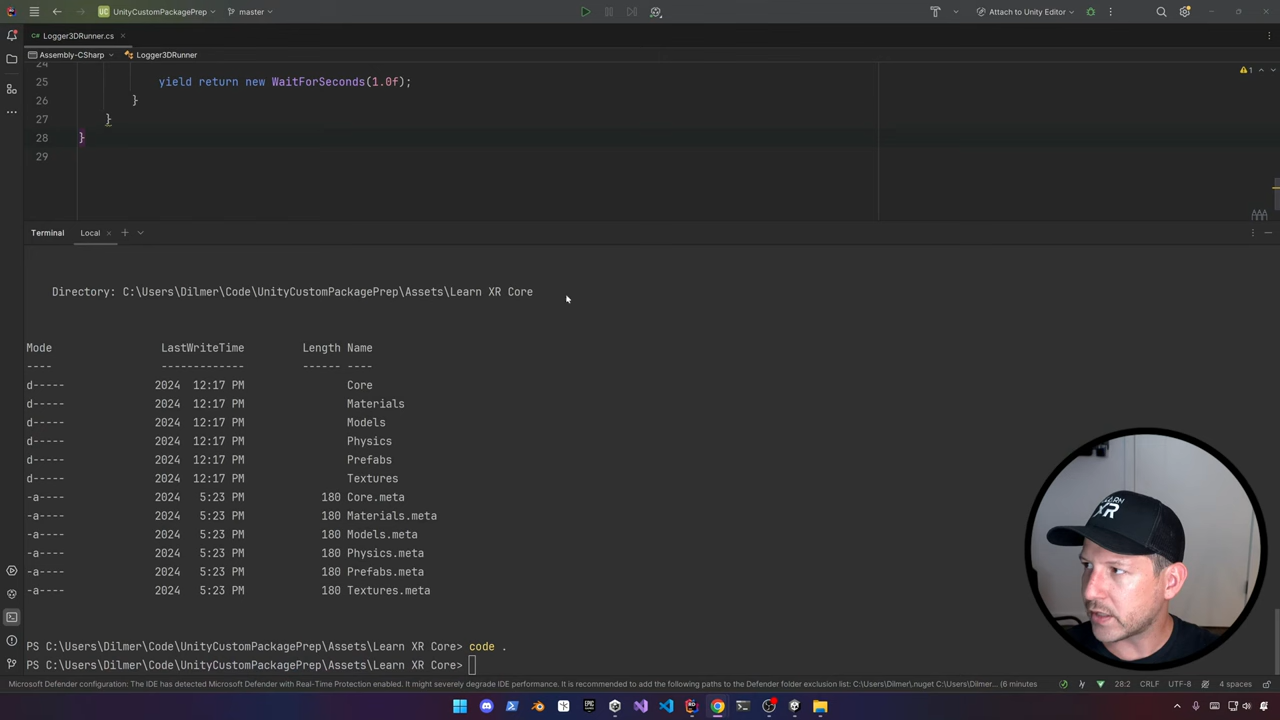 UC UnityCustomPackagePrep master Attach to Unity Editor
Logger3DRunner.cs
Assembly-CSharp Logger3DRunner
24
25 yield return new WaitForSeconds(1.0f); 1
26 }
27 }
28 }
29
Terminal Local
Directory: C:\Users\Dilmer\Code\UnityCustomPackagePrep\Assets\Learn XR Core
Mode LastWriteTime Length Name
---- ------------- ------ ----
d----- 2024 12:17 PM Core
d----- 2024 12:17 PM Materials
d----- 2024 12:17 PM Models
d----- 2024 12:17 PM Physics
d----- 2024 12:17 PM Prefabs
d----- 2024 12:17 PM Textures
-a---- 2024 5:23 PM 180 Core.meta
-a---- 2024 5:23 PM 180 Materials.meta
-a---- 2024 5:23 PM 180 Models.meta
-a---- 2024 5:23 PM 180 Physics.meta
-a---- 2024 5:23 PM 180 Prefabs.meta
-a---- 2024 5:23 PM 180 Textures.meta
LEARN
XR
PS C:\Users\Dilmer\Code\UnityCustomPackagePrep\Assets\Learn XR Core> code .
PS C:\Users\Dilmer\Code\UnityCustomPackagePrep\Assets\Learn XR Core>
Microsoft Defender configuration: The IDE has detected Microsoft Defender with Real-Time Protection enabled. It might severely degrade IDE performance. It is recommended to add the following paths to the Defender folder exclusion list: C:\Users\Dilmer\.nuget C:\Users\Dilmer... (6 minutes 28:2 CRLF UTF-8 4 spaces